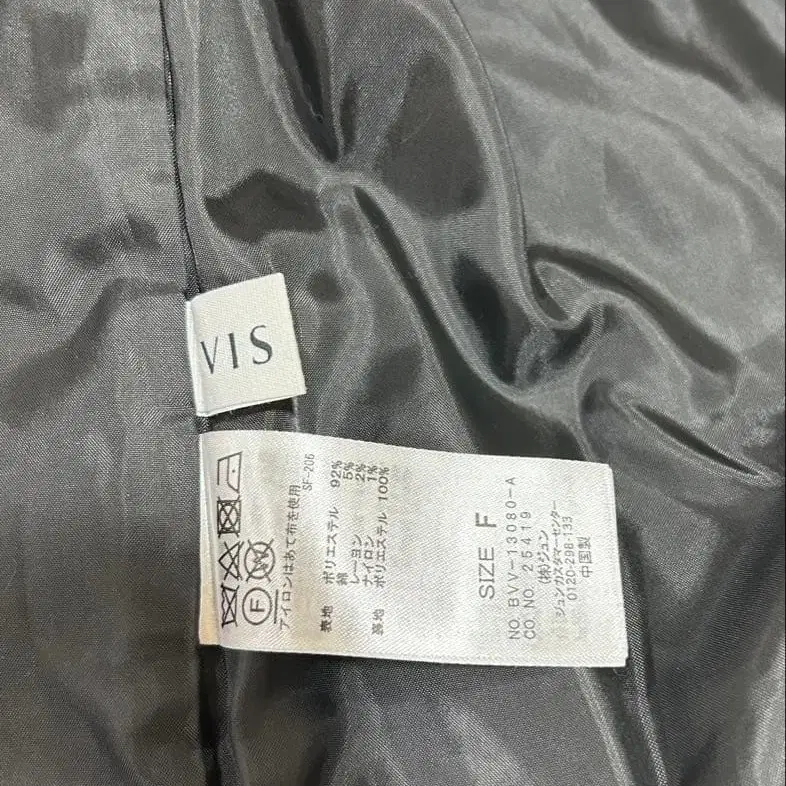 VIS
F
アイロンはあて布を使用
SF-206
表地 ポリエステル 92%
綿 5%
レーヨン 2%
ナイロン 1%
裏地 ポリエステル 100%
SIZE F
NO. BVV-13080-A
CO. NO. 25419
(株)ジュン
ジュンカスタマーセンター
0120-298-133
中国製